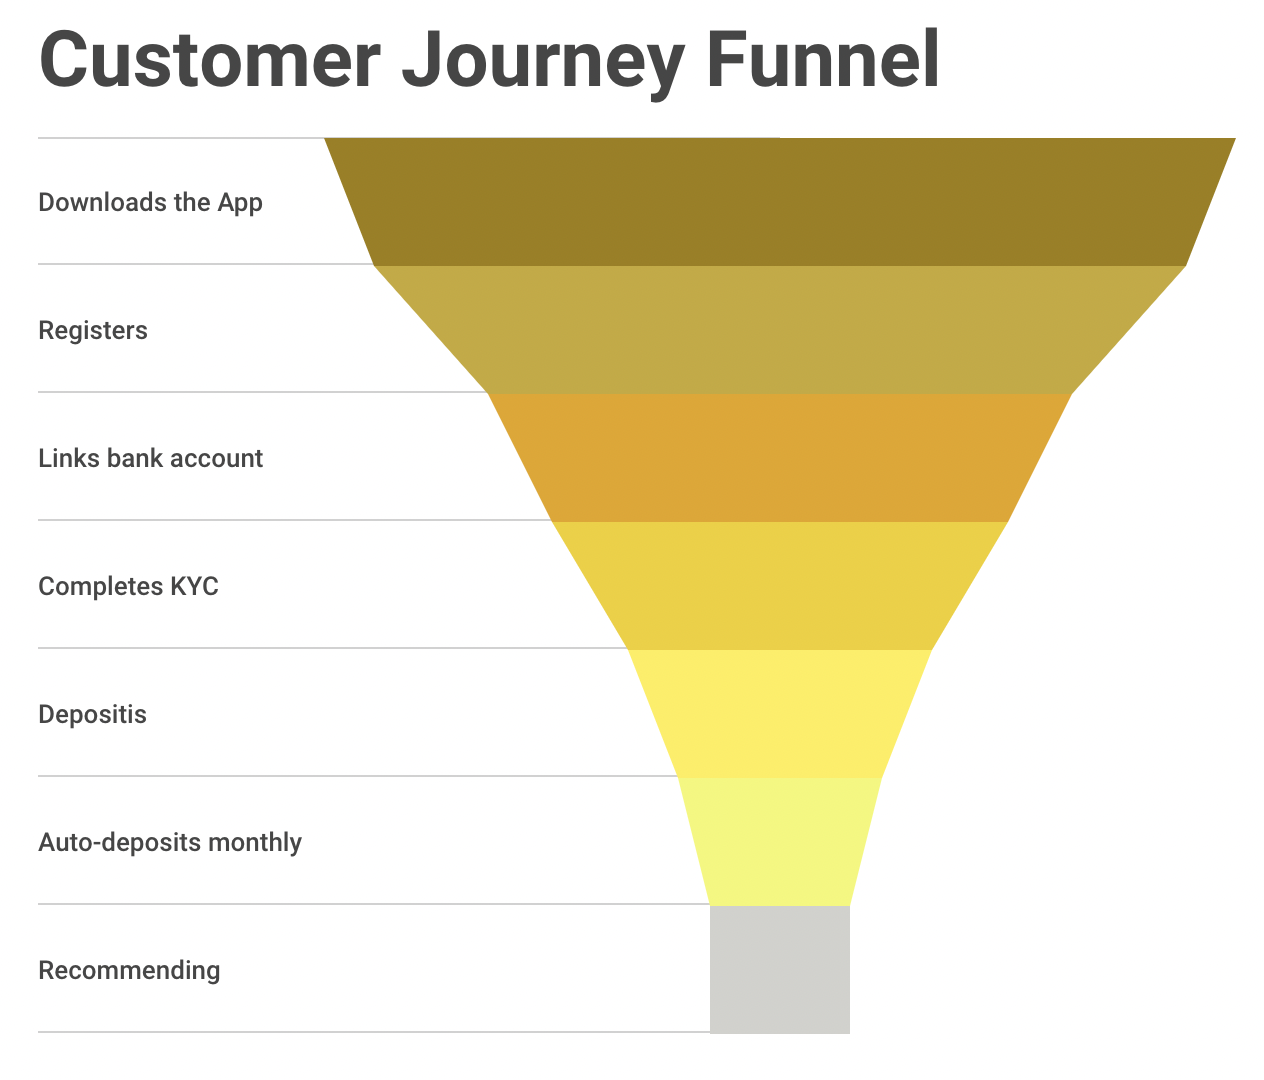 Customer Journey Funnel
Downloads the App
Registers
Links bank account
Completes KYC
Depositis
Auto-deposits monthly
Recommending